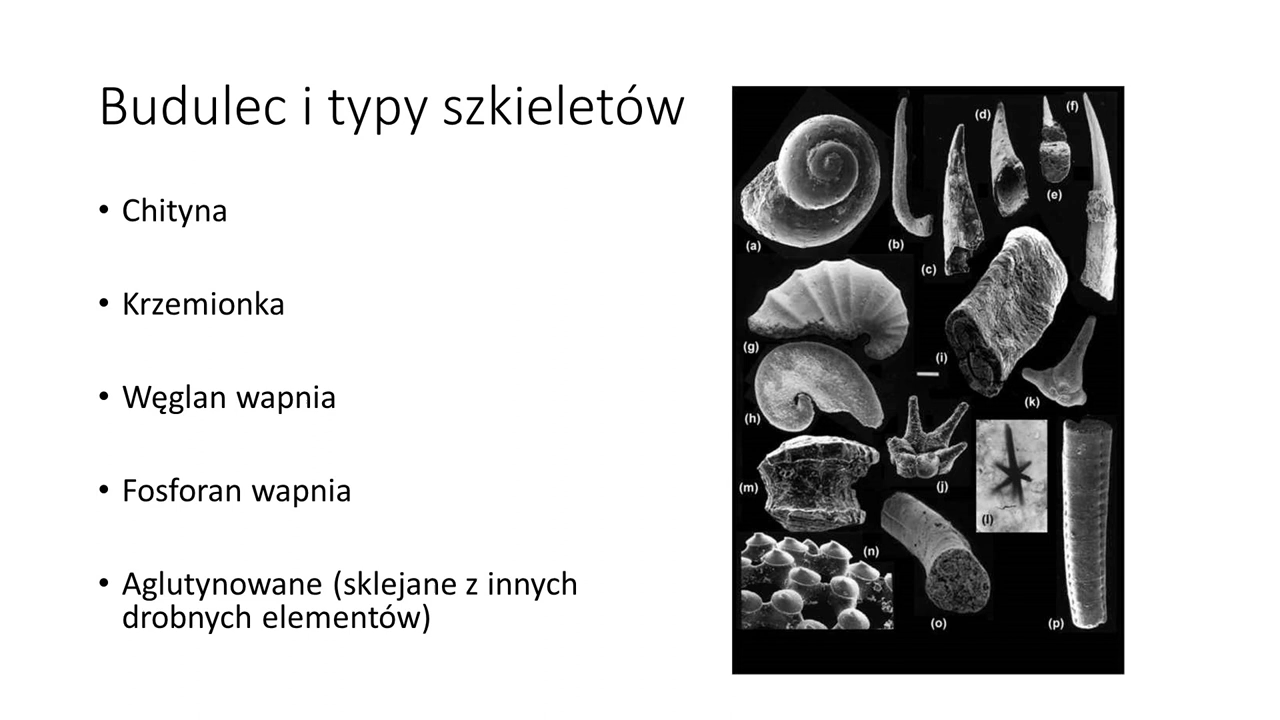 Budulec i typy szkieletów
• Chityna
• Krzemionka
• Węglan wapnia
• Fosforan wapnia
• Aglutynowane (sklejane z innych
drobnych elementów)
(a)
(b)
(c)
(d)
(e)
(f)
(g)
(h)
(i)
(j)
(k)
(l)
(m)
(n)
(o)
(p)